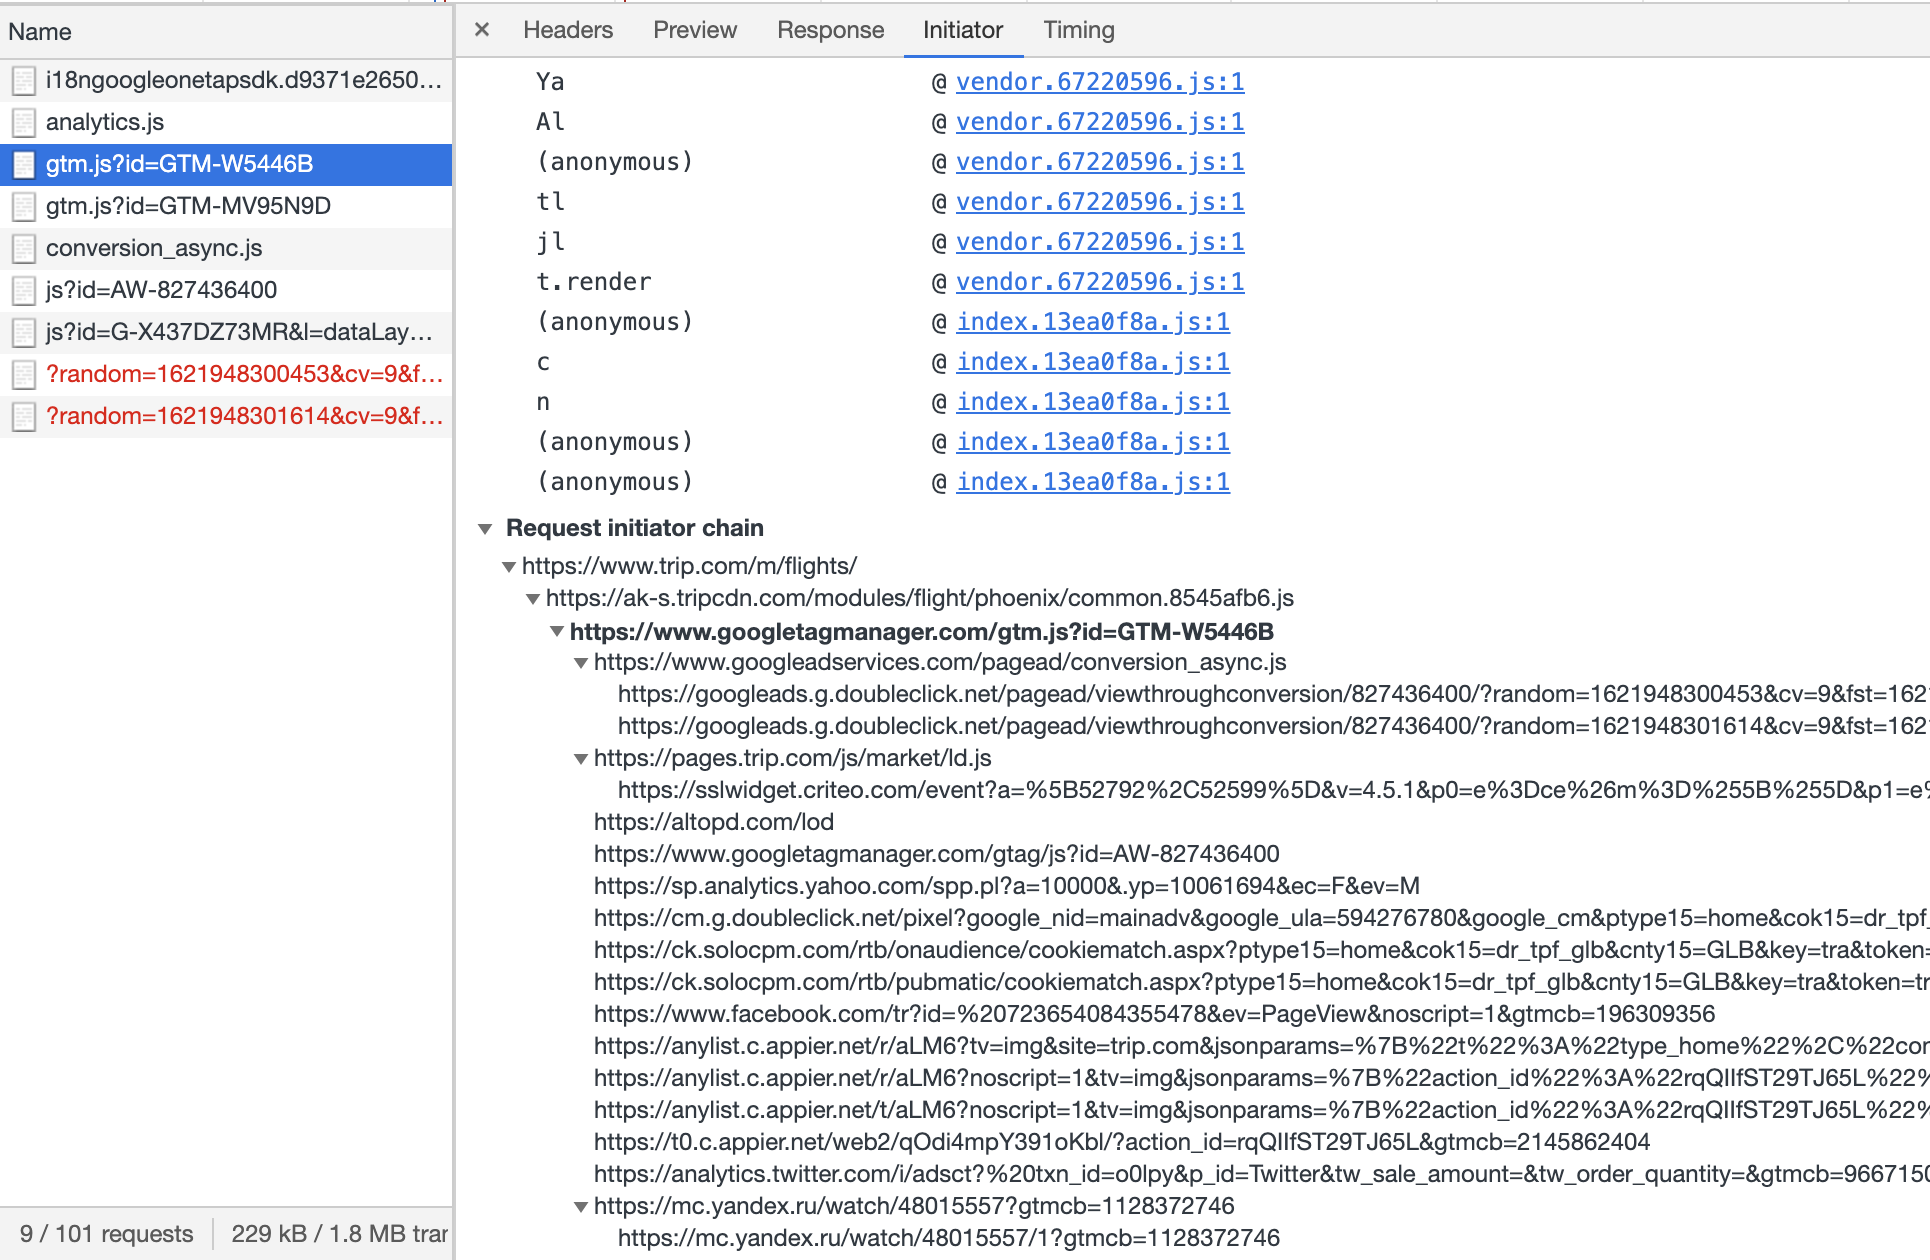 Name
i18ngoogleonetapsdk.d9371e2650...
analytics.js
gtm.js?id=GTM-W5446B
gtm.js?id=GTM-MV95N9D
conversion_async.js
js?id=AW-827436400
js?id=G-X437DZ73MR&l=dataLay...
?random=1621948300453&cv=9&f...
?random=1621948301614&cv=9&f...
9 / 101 requests 229 kB / 1.8 MB trar
× Headers Preview Response Initiator Timing
Ya @ vendor.67220596.js:1
Al @ vendor.67220596.js:1
(anonymous) @ vendor.67220596.js:1
tl @ vendor.67220596.js:1
jl @ vendor.67220596.js:1
t.render @ vendor.67220596.js:1
(anonymous) @ index.13ea0f8a.js:1
c @ index.13ea0f8a.js:1
n @ index.13ea0f8a.js:1
(anonymous) @ index.13ea0f8a.js:1
(anonymous) @ index.13ea0f8a.js:1
Request initiator chain
https://www.trip.com/m/flights/
https://ak-s.tripcdn.com/modules/flight/phoenix/common.8545afb6.js
https://www.googletagmanager.com/gtm.js?id=GTM-W5446B
https://www.googleadservices.com/pagead/conversion_async.js
https://googleads.g.doubleclick.net/pagead/viewthroughconversion/827436400/?random=1621948300453&cv=9&fst=162
https://googleads.g.doubleclick.net/pagead/viewthroughconversion/827436400/?random=1621948301614&cv=9&fst=162
https://pages.trip.com/js/market/ld.js
https://sslwidget.criteo.com/event?a=%5B52792%2C52599%5D&v=4.5.1&p0=e%3Dce%26m%3D%255B%255D&p1=e%
https://altopd.com/lod
https://www.googletagmanager.com/gtag/js?id=AW-827436400
https://sp.analytics.yahoo.com/spp.pl?a=10000&.yp=10061694&ec=F&ev=M
https://cm.g.doubleclick.net/pixel?google_nid=mainadv&google_ula=594276780&google_cm&ptype15=home&cok15=dr_tpf_
https://ck.solocpm.com/rtb/onaudience/cookiematch.aspx?ptype15=home&cok15=dr_tpf_glb&cnty15=GLB&key=tra&token=
https://ck.solocpm.com/rtb/pubmatic/cookiematch.aspx?ptype15=home&cok15=dr_tpf_glb&cnty15=GLB&key=tra&token=tr
https://www.facebook.com/tr?id=%20723654084355478&ev=PageView&noscript=1&gtmcb=196309356
https://anylist.c.appier.net/r/aLM6?tv=img&site=trip.com&jsonparams=%7B%22t%22%3A%22type_home%22%2C%22cor
https://anylist.c.appier.net/r/aLM6?noscript=1&tv=img&jsonparams=%7B%22action_id%22%3A%22rqQIIfST29TJ65L%22%
https://anylist.c.appier.net/t/aLM6?noscript=1&tv=img&jsonparams=%7B%22action_id%22%3A%22rqQIIfST29TJ65L%22%
https://t0.c.appier.net/web2/qOdi4mpY391oKbl/?action_id=rqQIIfST29TJ65L&gtmcb=2145862404
https://analytics.twitter.com/i/adsct?%20txn_id=o0lpy&p_id=Twitter&tw_sale_amount=&tw_order_quantity=&gtmcb=9667150
https://mc.yandex.ru/watch/48015557?gtmcb=1128372746
https://mc.yandex.ru/watch/48015557/1?gtmcb=1128372746